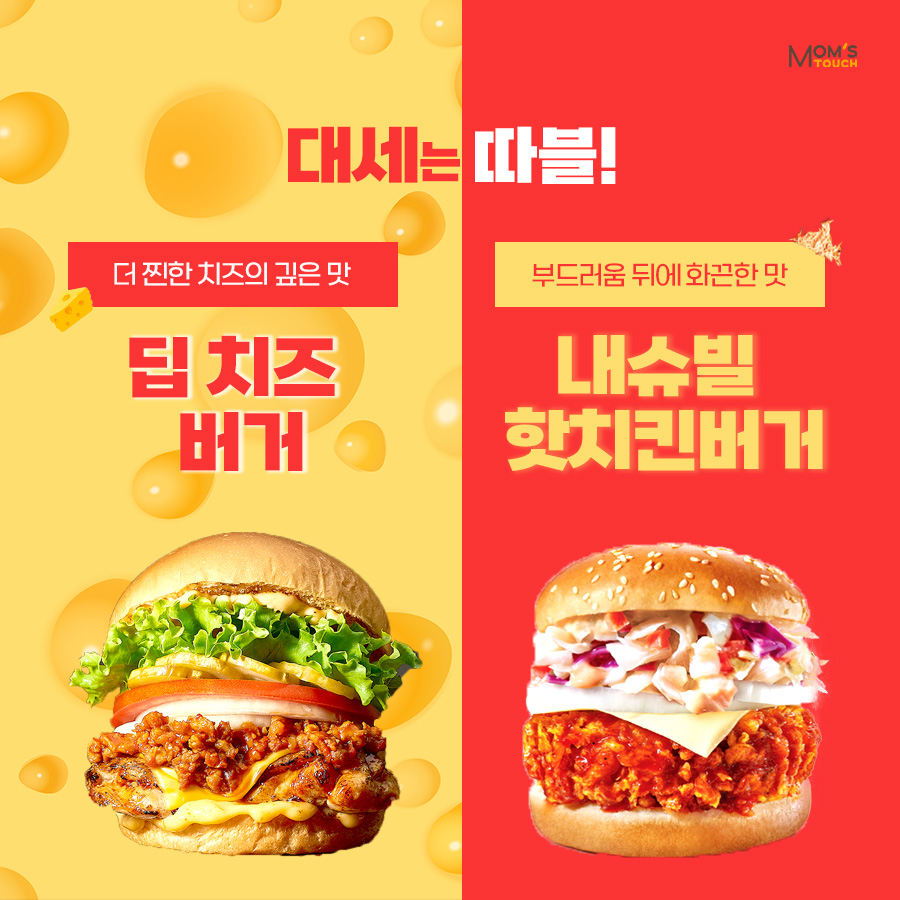 MOM'S
TOUCH
대세는 따블!
더 찐한 치즈의 깊은 맛
딥 치즈
버거
부드러움 뒤에 화끈한 맛
내슈빌
핫치킨버거